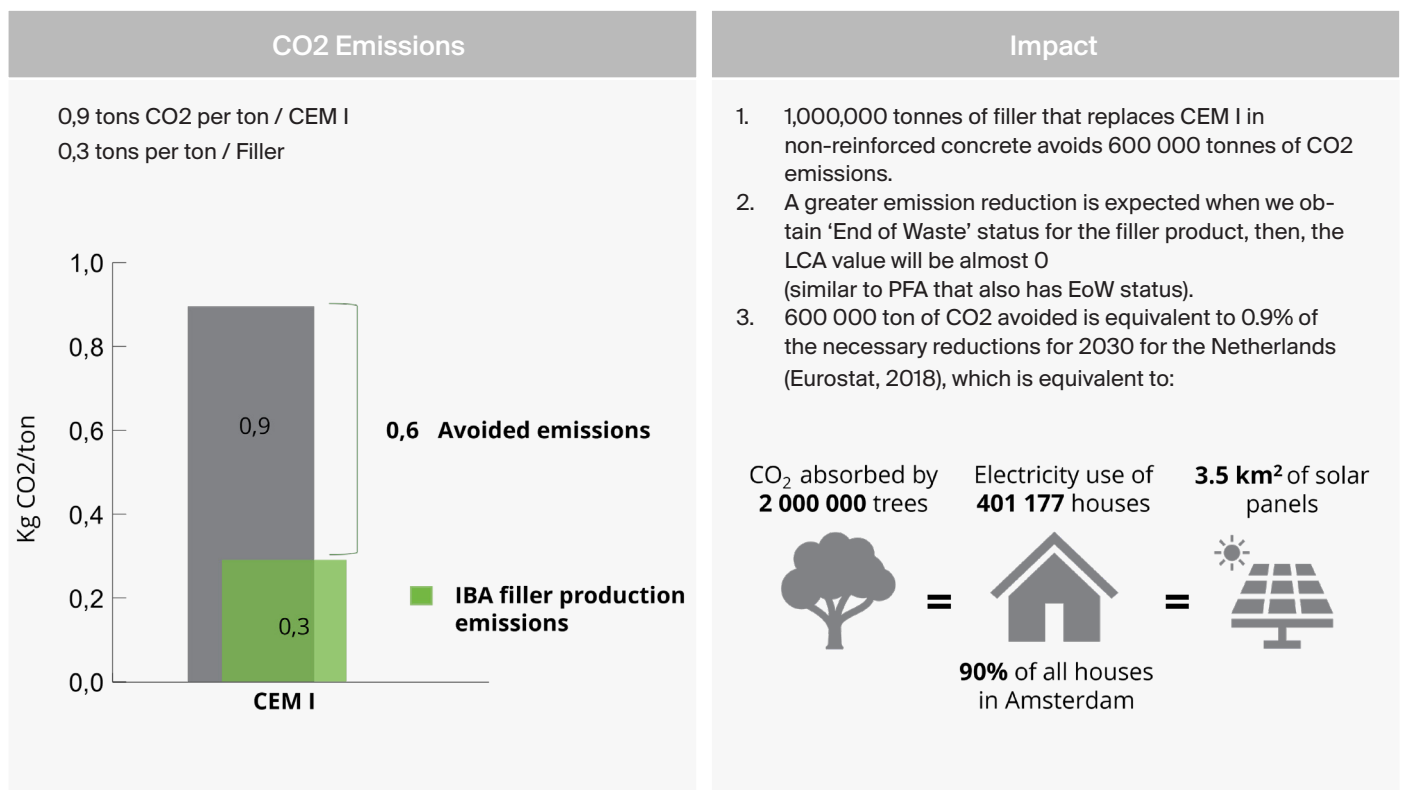 CO2 Emissions
0,9 tons CO2 per ton / CEM I
0,3 tons per ton / Filler
1,0
0,8
0,6
0,4
0,2
0,0
Kg CO2/ton
0,9
0,3
CEM I
0,6 Avoided emissions
IBA filler production
emissions
Impact
1. 1,000,000 tonnes of filler that replaces CEM I in
non-reinforced concrete avoids 600 000 tonnes of CO2
emissions.
2. A greater emission reduction is expected when we ob-
tain ‘End of Waste’ status for the filler product, then, the
LCA value will be almost 0
(similar to PFA that also has EoW status).
3. 600 000 ton of CO2 avoided is equivalent to 0.9% of
the necessary reductions for 2030 for the Netherlands
(Eurostat, 2018), which is equivalent to:
CO₂ absorbed by
2 000 000 trees
=
Electricity use of
401 177 houses
90% of all houses
in Amsterdam
=
3.5 km² of solar
panels